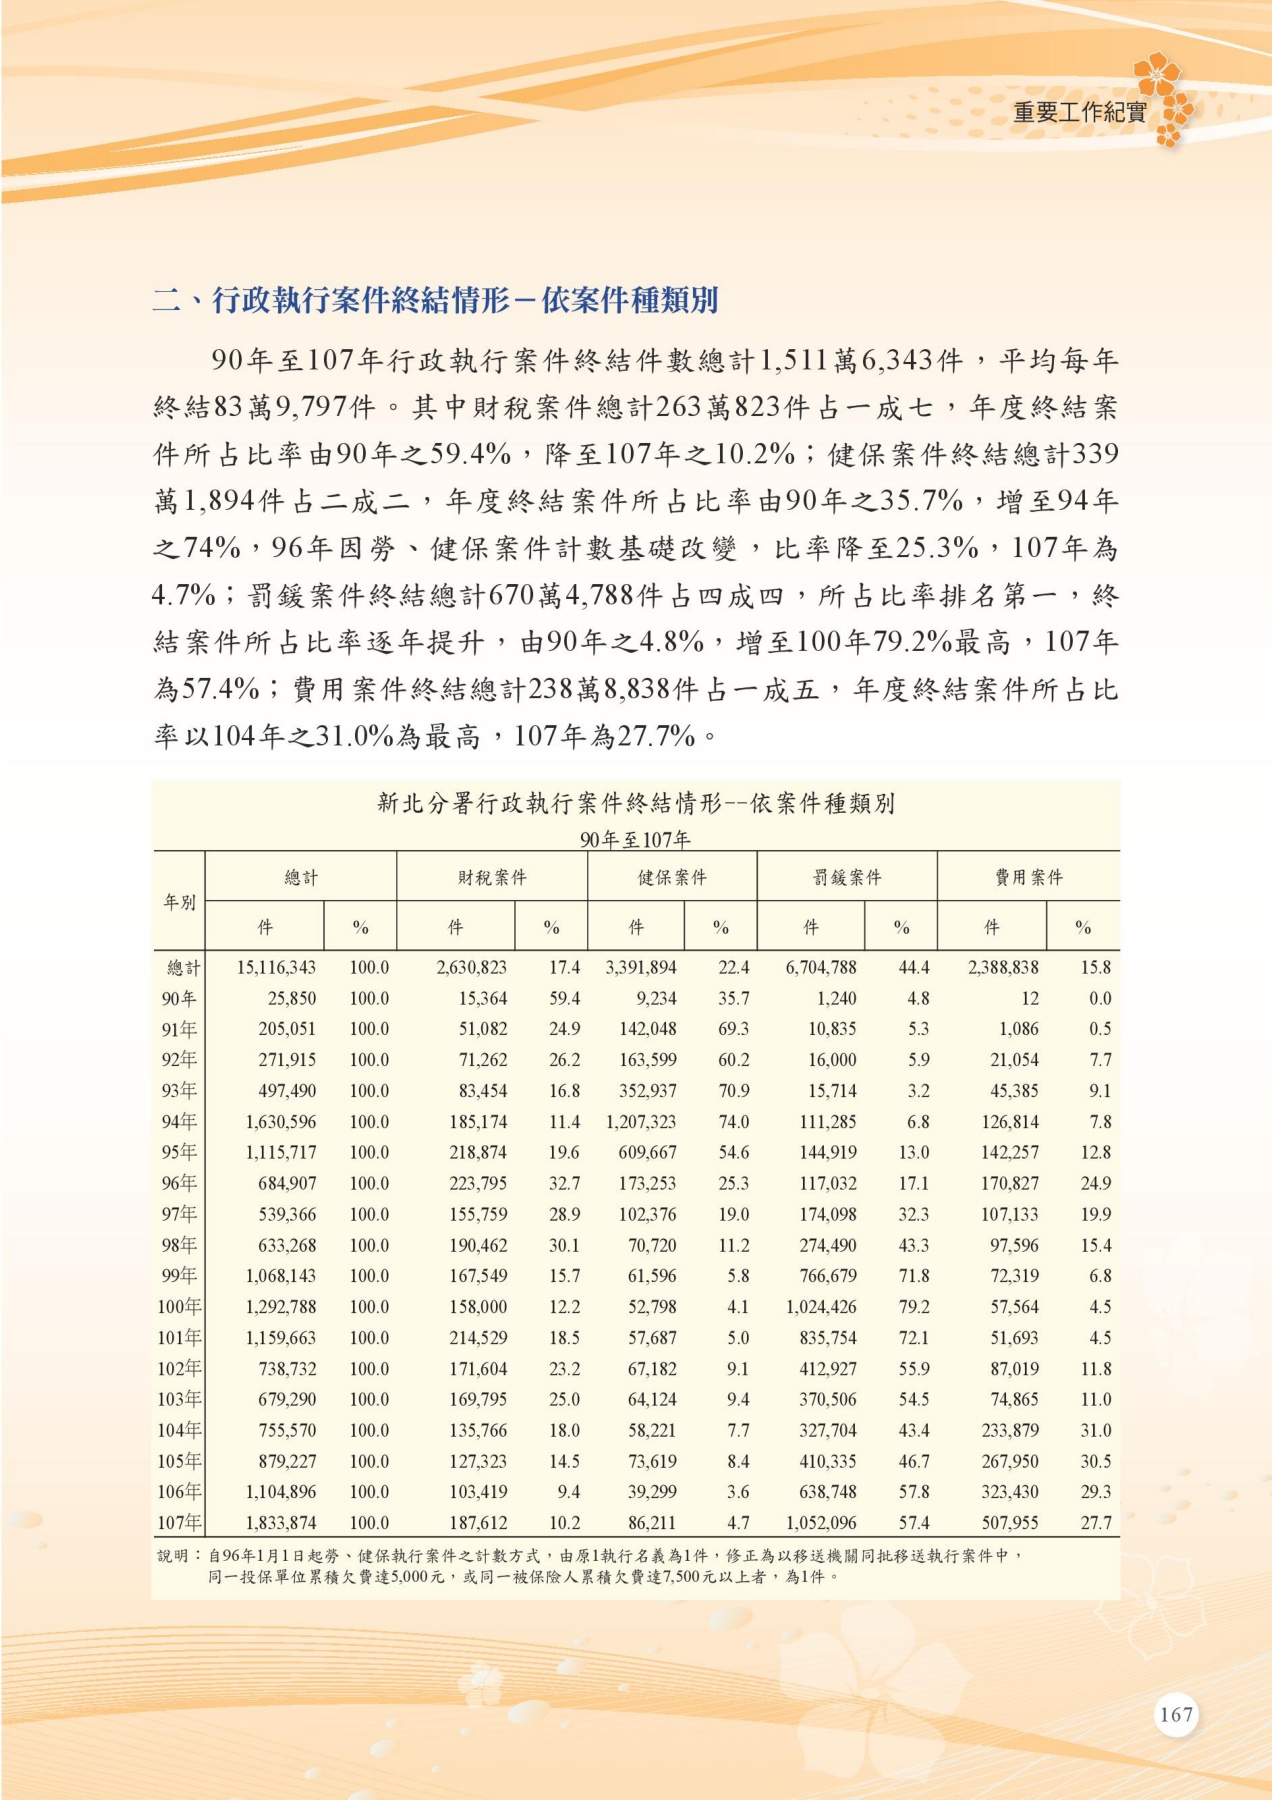 重要工作紀實
二、行政執行案件終結情形－依案件種類別
90年至107年行政執行案件終結件數總計1,511萬6,343件，平均每年
終結83萬9,797件。其中財稅案件總計263萬823件占一成七，年度終結案
件所占比率由90年之59.4%，降至107年之10.2%；健保案件終結總計339
萬1,894件占二成二，年度終結案件所占比率由90年之35.7%，增至94年
之74%，96年因勞、健保案件計數基礎改變，比率降至25.3%，107年為
4.7%；罰鍰案件終結總計670萬4,788件占四成四，所占比率排名第一，終
結案件所占比率逐年提升，由90年之4.8%，增至100年79.2%最高，107年
為57.4%；費用案件終結總計238萬8,838件占一成五，年度終結案件所占比
率以104年之31.0%為最高，107年為27.7%。
新北分署行政執行案件終結情形--依案件種類別
90年至107年
年別 總計 財稅案件 健保案件 罰鍰案件 費用案件
件 % 件 % 件 % 件 % 件 %
總計 15,116,343 100.0 2,630,823 17.4 3,391,894 22.4 6,704,788 44.4 2,388,838 15.8
90年 25,850 100.0 15,364 59.4 9,234 35.7 1,240 4.8 12 0.0
91年 205,051 100.0 51,082 24.9 142,048 69.3 10,835 5.3 1,086 0.5
92年 271,915 100.0 71,262 26.2 163,599 60.2 16,000 5.9 21,054 7.7
93年 497,490 100.0 83,454 16.8 352,937 70.9 15,714 3.2 45,385 9.1
94年 1,630,596 100.0 185,174 11.4 1,207,323 74.0 111,285 6.8 126,814 7.8
95年 1,115,717 100.0 218,874 19.6 609,667 54.6 144,919 13.0 142,257 12.8
96年 684,907 100.0 223,795 32.7 173,253 25.3 117,032 17.1 170,827 24.9
97年 539,366 100.0 155,759 28.9 102,376 19.0 174,098 32.3 107,133 19.9
98年 633,268 100.0 190,462 30.1 70,720 11.2 274,490 43.3 97,596 15.4
99年 1,068,143 100.0 167,549 15.7 61,596 5.8 766,679 71.8 72,319 6.8
100年 1,292,788 100.0 158,000 12.2 52,798 4.1 1,024,426 79.2 57,564 4.5
101年 1,159,663 100.0 214,529 18.5 57,687 5.0 835,754 72.1 51,693 4.5
102年 738,732 100.0 171,604 23.2 67,182 9.1 412,927 55.9 87,019 11.8
103年 679,290 100.0 169,795 25.0 64,124 9.4 370,506 54.5 74,865 11.0
104年 755,570 100.0 135,766 18.0 58,221 7.7 327,704 43.4 233,879 31.0
105年 879,227 100.0 127,323 14.5 73,619 8.4 410,335 46.7 267,950 30.5
106年 1,104,896 100.0 103,419 9.4 39,299 3.6 638,748 57.8 323,430 29.3
107年 1,833,874 100.0 187,612 10.2 86,211 4.7 1,052,096 57.4 507,955 27.7
說明：自96年1月1日起勞、健保執行案件之計數方式，由原1執行名義為1件，修正為以移送機關同批移送執行案件中，
同一投保單位累積欠費達5,000元，或同一被保險人累積欠費達7,500元以上者，為1件。
167